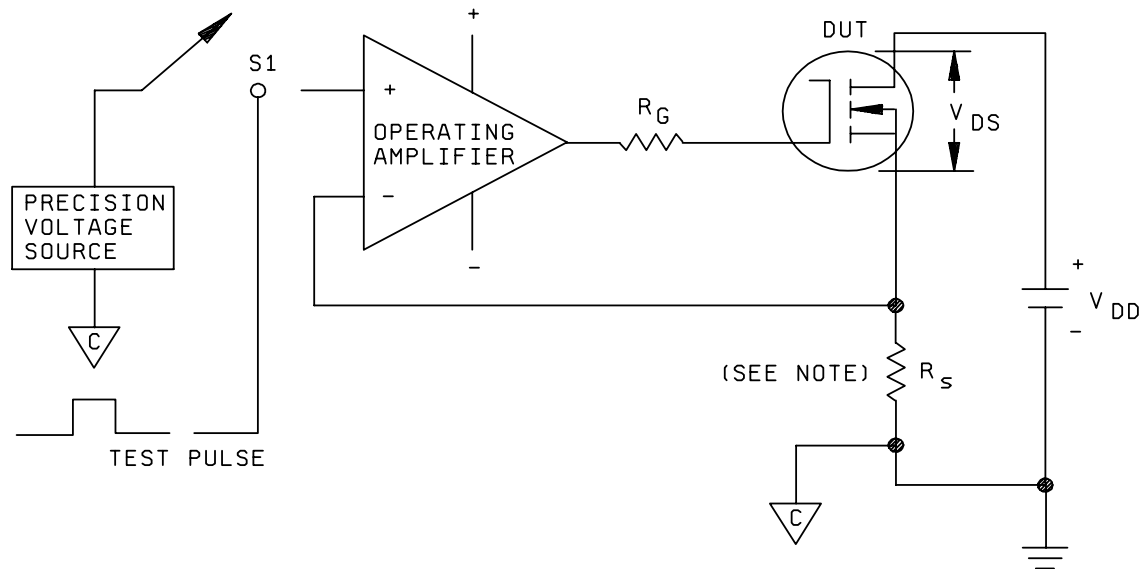 +
DUT
S1
R G
+
V DS
OPERATING
AMPLIFIER
PRECISION
VOLTAGE
SOURCE
-
-
+
V DD
-
C
(SEE NOTE) R s
TEST PULSE
C